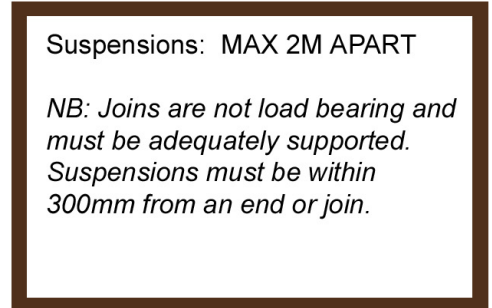 Suspensions:  MAX 2M APART
NB: Joins are not load bearing and
must be adequately supported.
Suspensions must be within
300mm from an end or join.